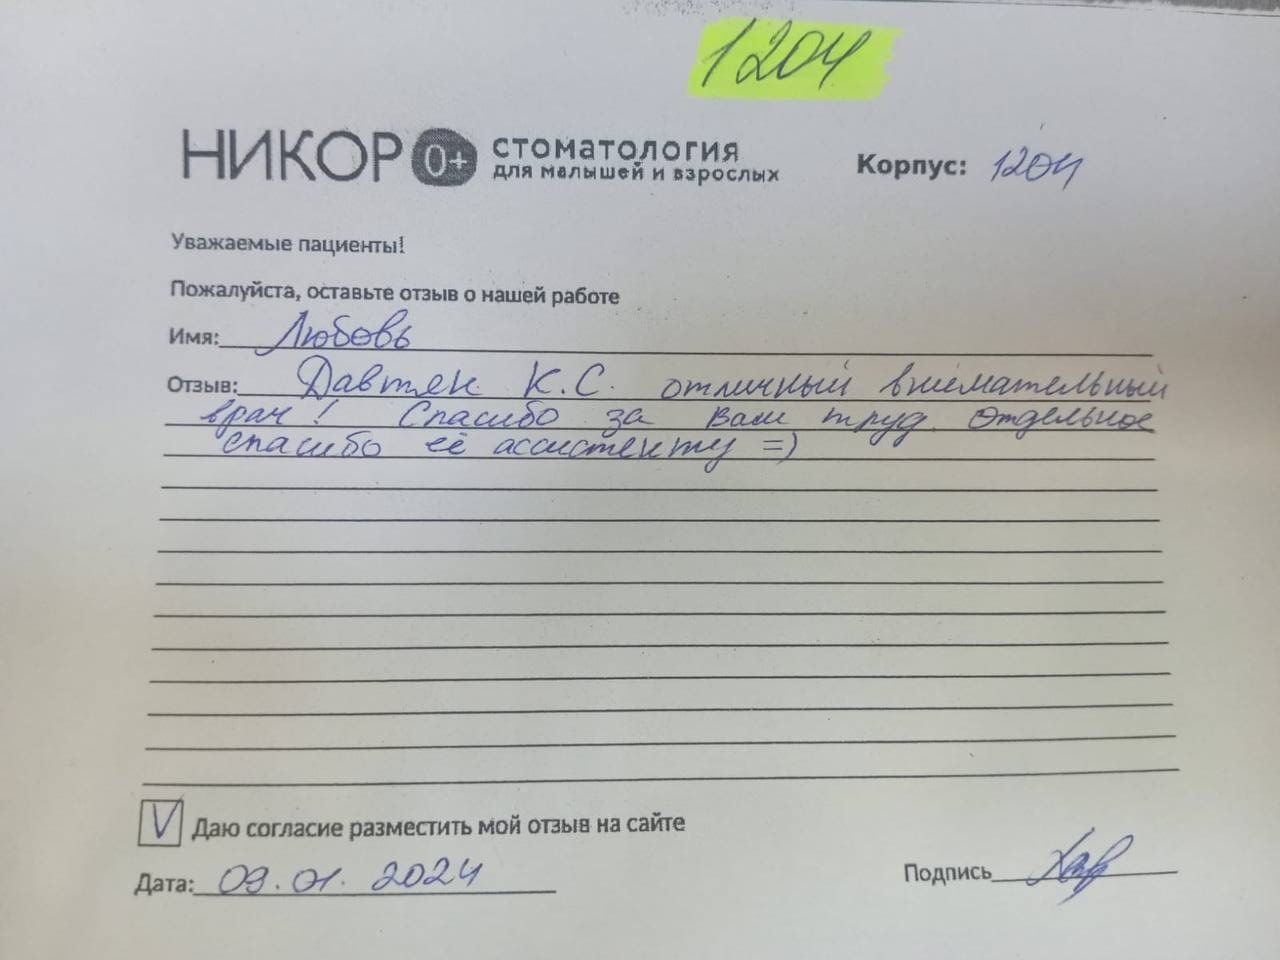 1204
НИКОР 0+ стоматология для малышей и взрослых
Корпус: 1204
Уважаемые пациенты!
Пожалуйста, оставьте отзыв о нашей работе
Имя: Любовь
Отзыв: Давтян К.С. отличный внимательный
врач! Спасибо за Ваш труд. Отдельное
спасибо её ассистенту =)
V Даю согласие разместить мой отзыв на сайте
Дата: 09.01.2024
Подпись